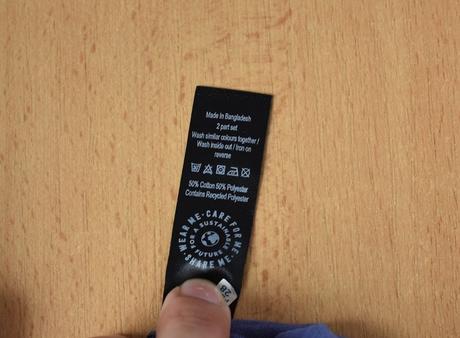 Made In Bangladesh
2 part set
Wash similar colours together /
Wash inside out / Iron on
reverse
50% Cotton 50% Polyester
Contains Recycled Polyester
WEAR ME · CARE FOR ME · SHARE ME ·
FOR A SUSTAINABLE FUTURE
28